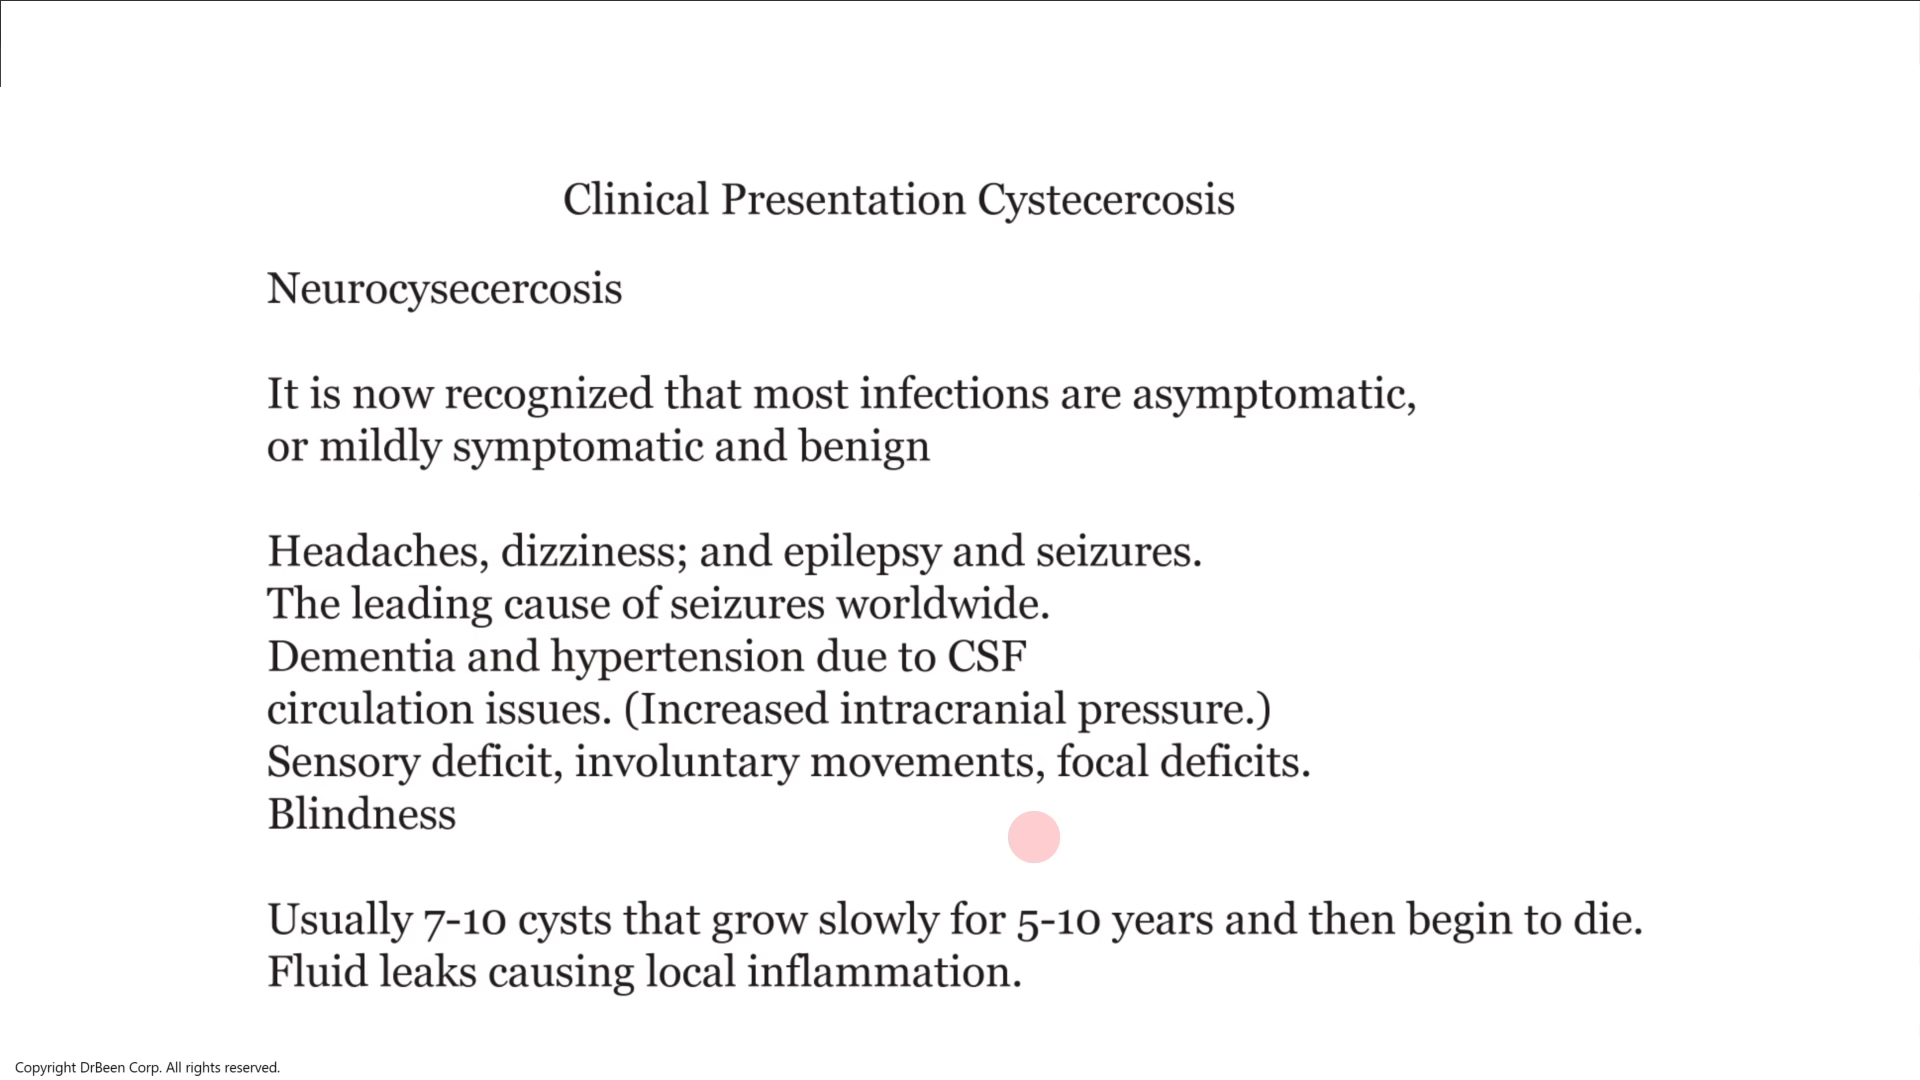 Clinical Presentation Cystecercosis
Neurocysecercosis
It is now recognized that most infections are asymptomatic,
or mildly symptomatic and benign
Headaches, dizziness; and epilepsy and seizures.
The leading cause of seizures worldwide.
Dementia and hypertension due to CSF
circulation issues. (Increased intracranial pressure.)
Sensory deficit, involuntary movements, focal deficits.
Blindness
Usually 7-10 cysts that grow slowly for 5-10 years and then begin to die.
Fluid leaks causing local inflammation.
Copyright DrBeen Corp. All rights reserved.